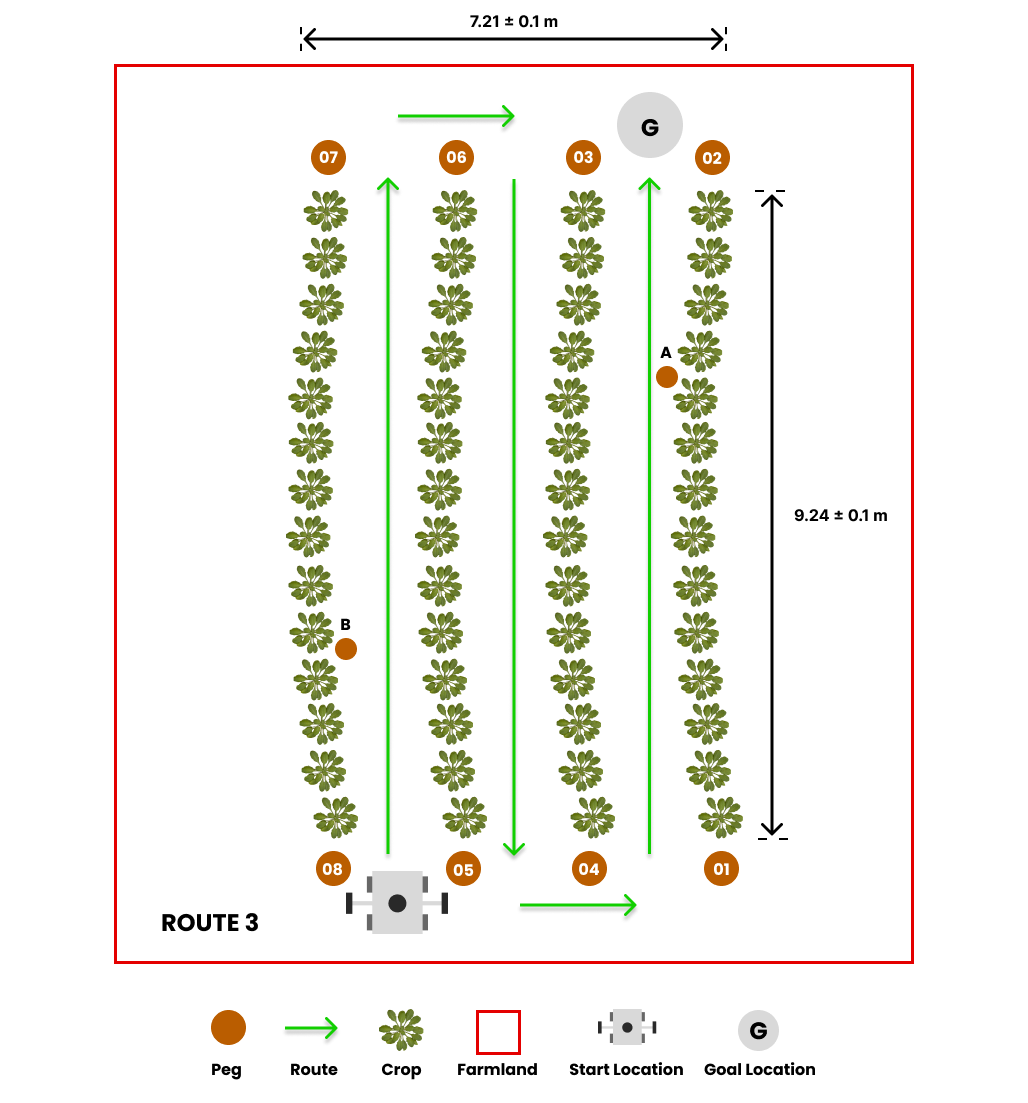 7.21 ± 0.1 m
G
07 06 03 02
A
9.24 ± 0.1 m
B
08 05 04 01
ROUTE 3
G
Peg Route Crop Farmland Start Location Goal Location